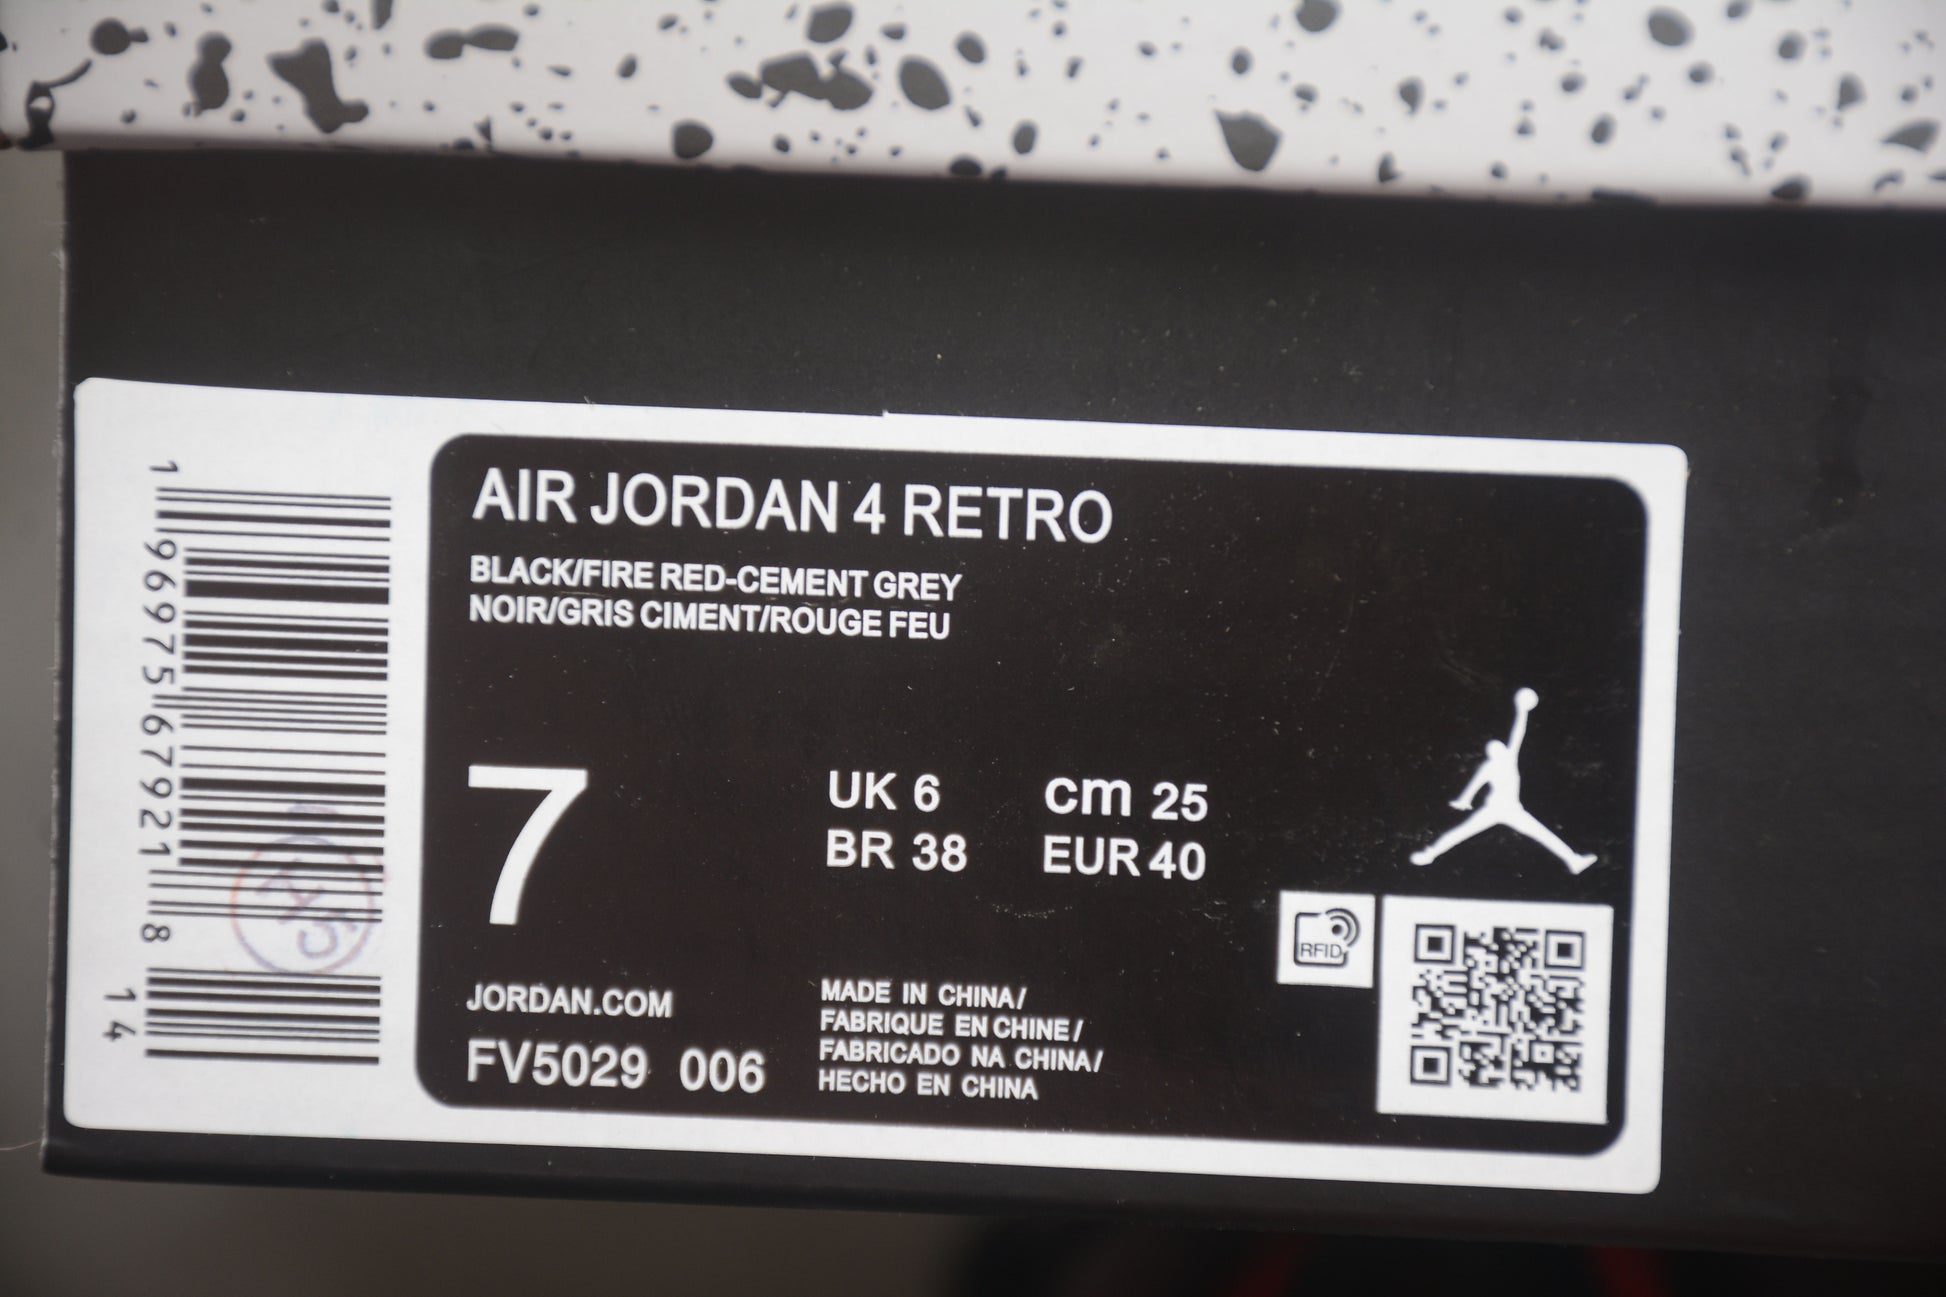 AIR JORDAN 4 RETRO
BLACK/FIRE RED-CEMENT GREY
NOIR/GRIS CIMENT/ROUGE FEU
7
UK 6
cm 25
BR 38
EUR 40
JORDAN.COM
FV5029 006
MADE IN CHINA/
FABRIQUE EN CHINE/
FABRICADO NA CHINA/
HECHO EN CHINA
RFID
1 96975 67921 8
14